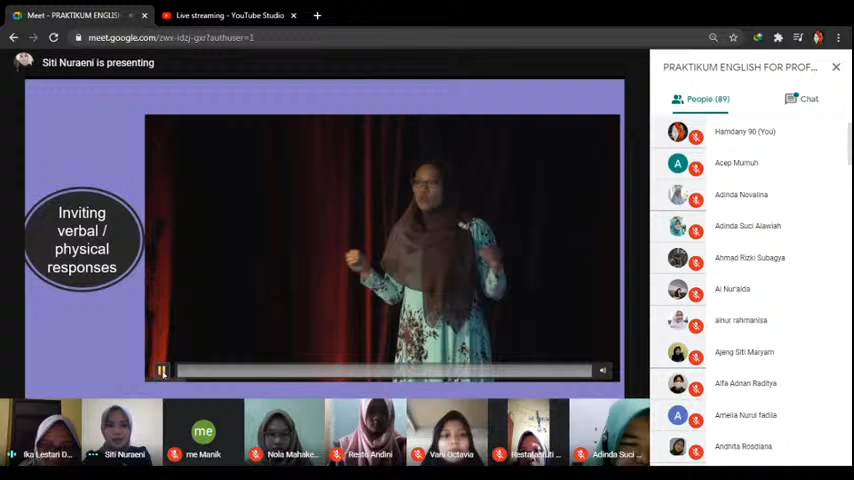 Meet - PRAKTIKUM ENGLISH
Live streaming - YouTube Studio
meet.google.com/zwx-idzj-gxo?authuser=1
Siti Nuraeni is presenting
PRAKTIKUM ENGLISH FOR PROF...
People (89)
Chat
Inviting
verbal /
physical
responses
Hamdany 90 (You)
Acep Mumuh
Adinda Novalina
Adinda Suci Alawiah
Ahmad Rizki Subagya
Ai Nur'aida
ainur rahmanisa
Ajeng Siti Maryam
Alfa Adnan Raditya
A
Amelia Nurul fadila
Andhita Rosdiana
me
Ika Lestari D...
Siti Nuraeni
me Manik
Nola Mahake...
Restu Andini
Vani Octavia
Adinda Suci ...